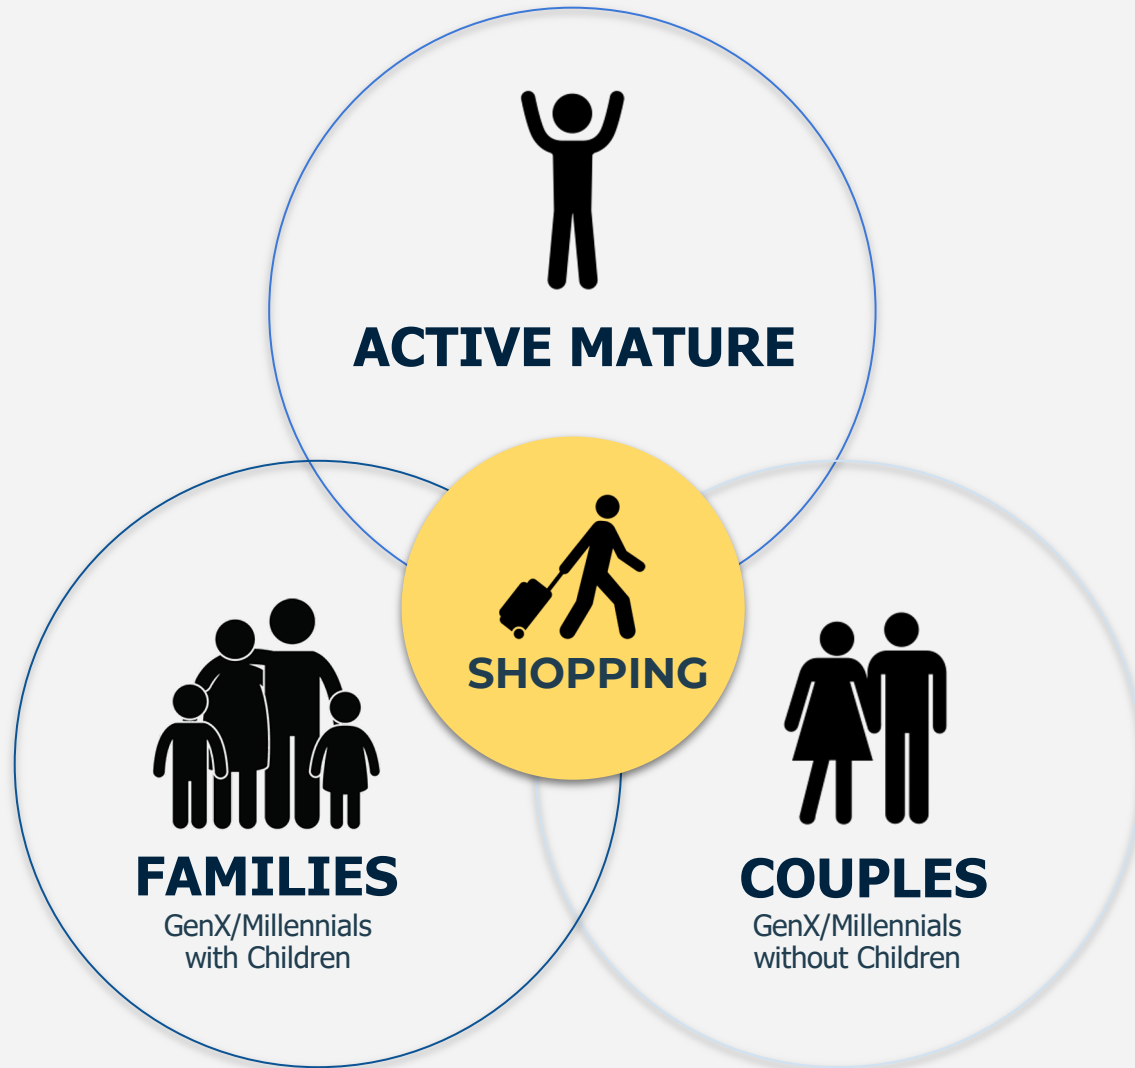 ACTIVE MATURE
SHOPPING
FAMILIES
GenX/Millennials
with Children
COUPLES
GenX/Millennials
without Children